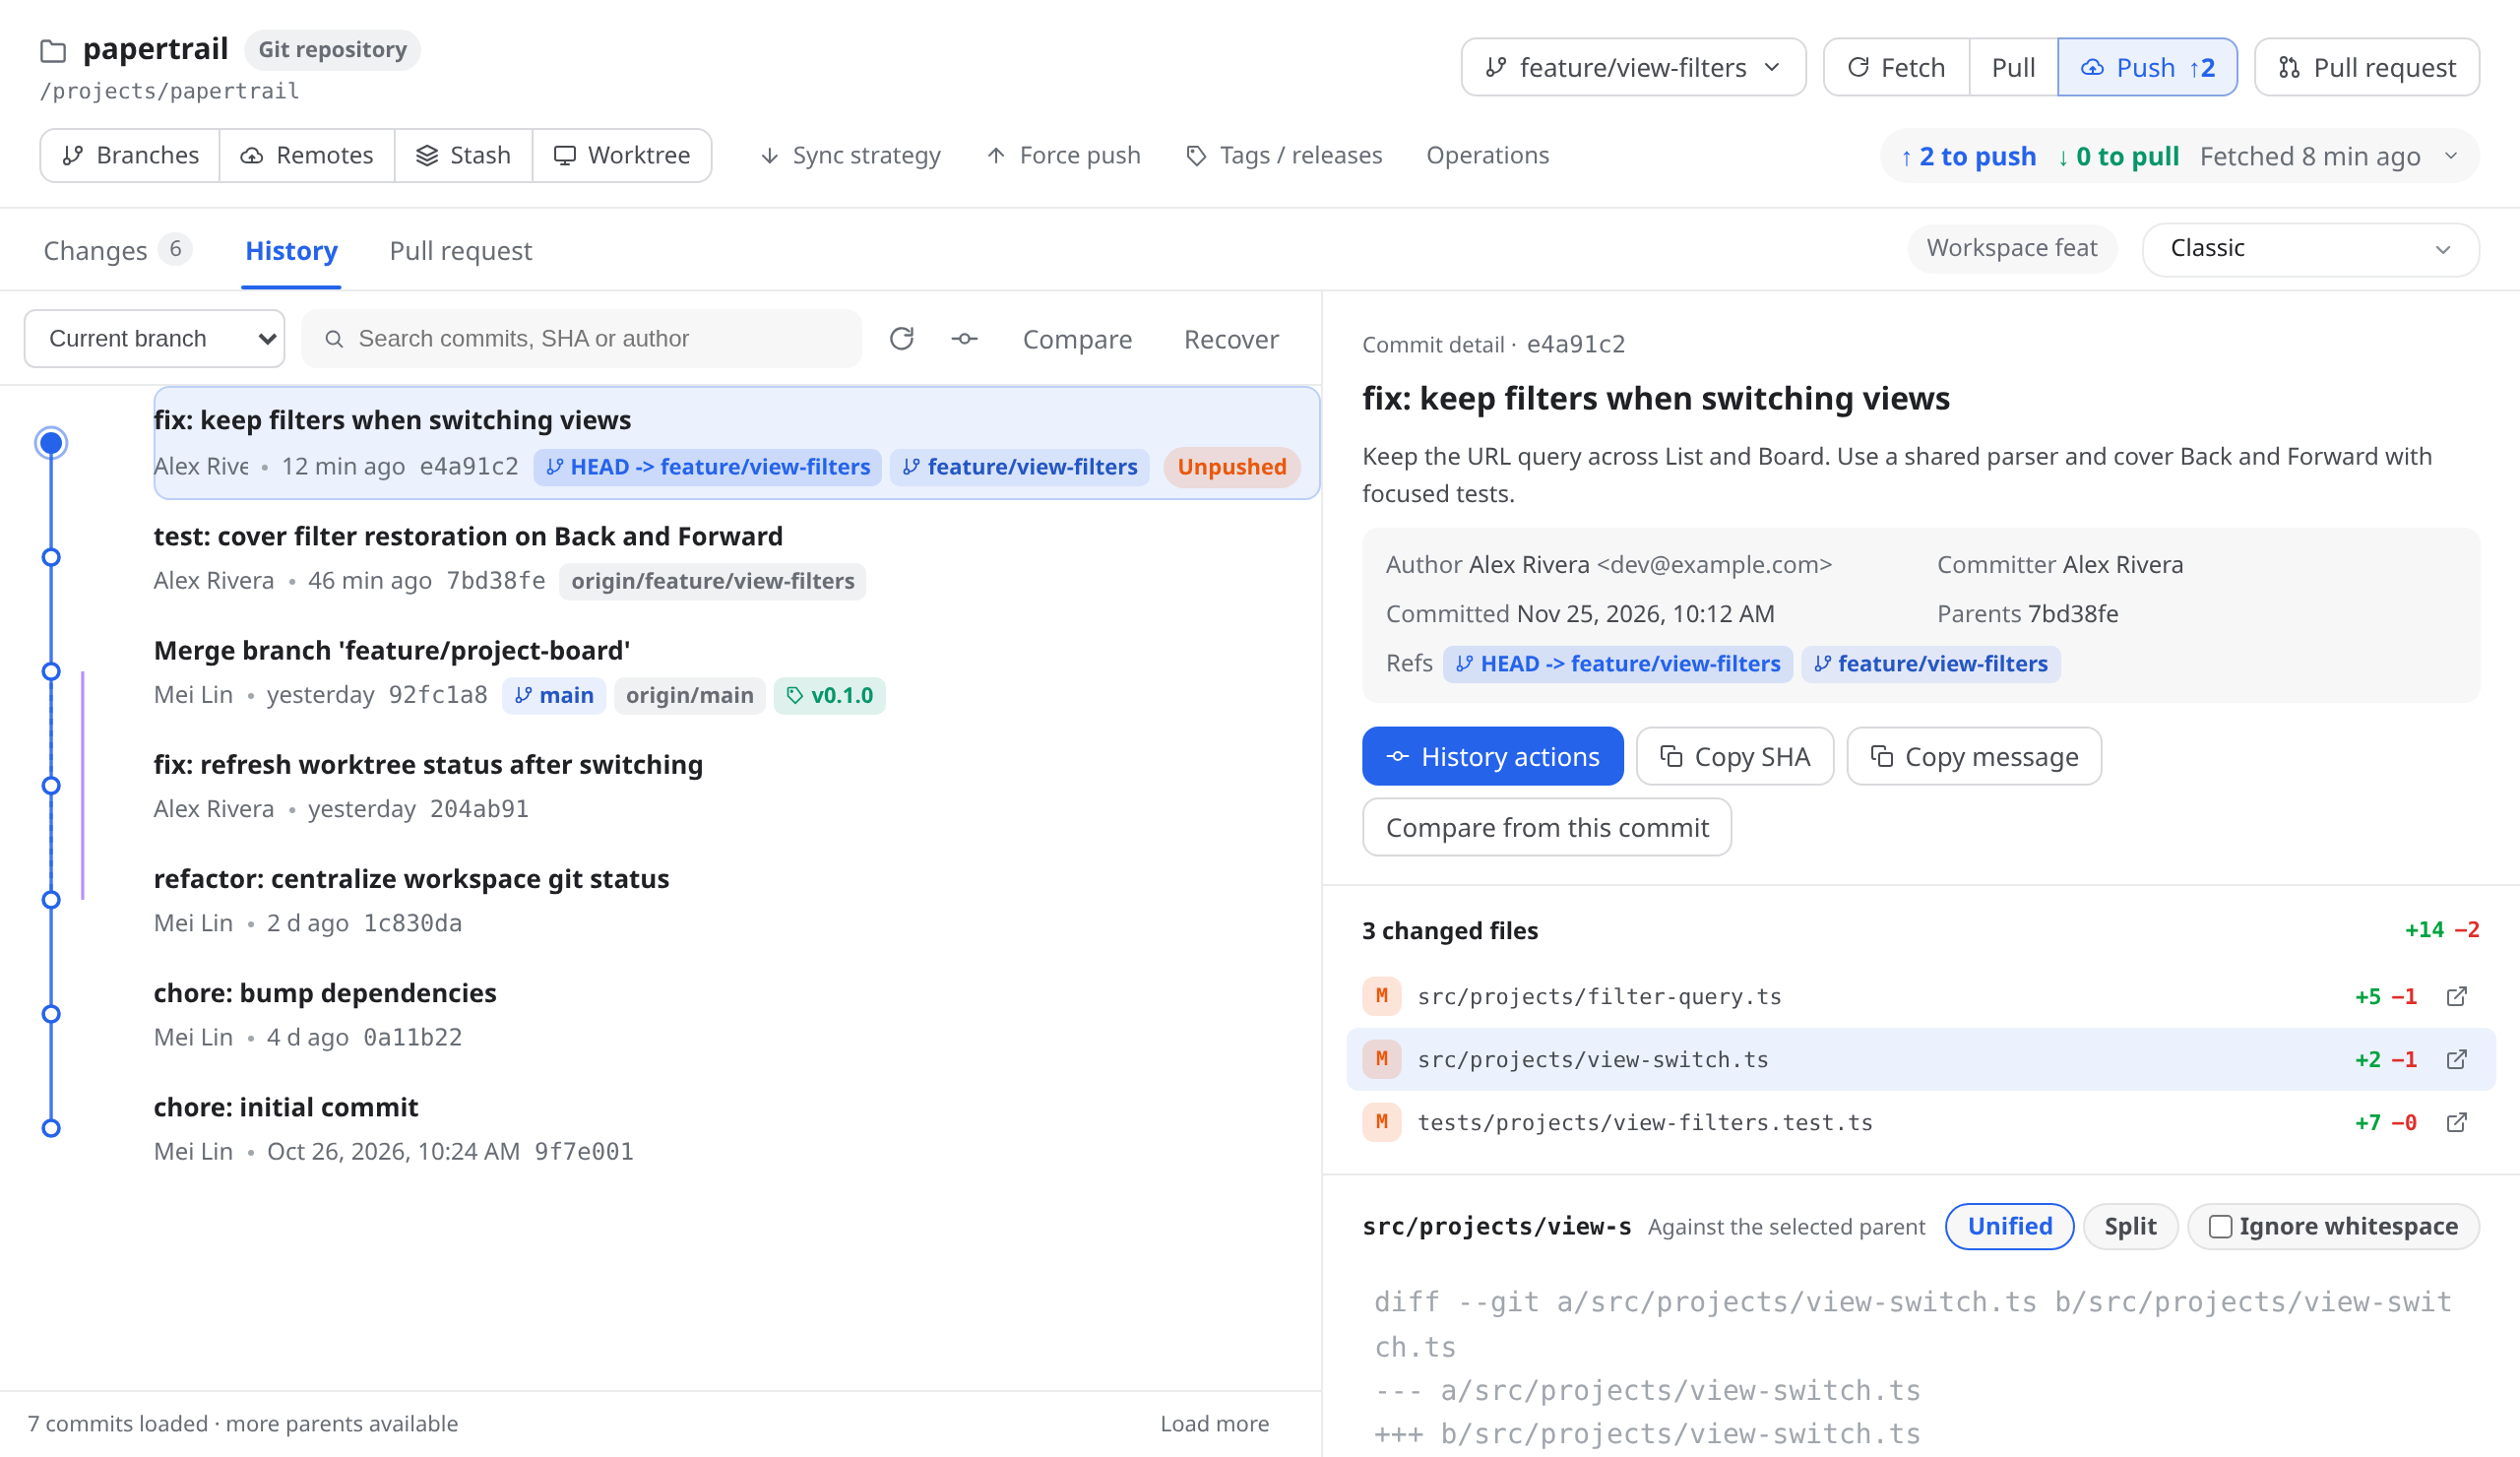 papertrail Git repository
/projects/papertrail
feature/view-filters Fetch Pull Push ↑2 Pull request
Branches Remotes Stash Worktree Sync strategy Force push Tags / releases Operations
↑ 2 to push ↓ 0 to pull Fetched 8 min ago
Changes 6 History Pull request
Workspace feat Classic
Current branch Search commits, SHA or author Compare Recover
fix: keep filters when switching views
Alex Rive • 12 min ago e4a91c2 HEAD -> feature/view-filters feature/view-filters Unpushed
test: cover filter restoration on Back and Forward
Alex Rivera • 46 min ago 7bd38fe origin/feature/view-filters
Merge branch 'feature/project-board'
Mei Lin • yesterday 92fc1a8 main origin/main v0.1.0
fix: refresh worktree status after switching
Alex Rivera • yesterday 204ab91
refactor: centralize workspace git status
Mei Lin • 2 d ago 1c830da
chore: bump dependencies
Mei Lin • 4 d ago 0a11b22
chore: initial commit
Mei Lin • Oct 26, 2026, 10:24 AM 9f7e001
7 commits loaded · more parents available Load more
Commit detail · e4a91c2
fix: keep filters when switching views
Keep the URL query across List and Board. Use a shared parser and cover Back and Forward with
focused tests.
Author Alex Rivera <dev@example.com> Committer Alex Rivera
Committed Nov 25, 2026, 10:12 AM Parents 7bd38fe
Refs HEAD -> feature/view-filters feature/view-filters
History actions Copy SHA Copy message
Compare from this commit
3 changed files +14 −2
M src/projects/filter-query.ts +5 −1
M src/projects/view-switch.ts +2 −1
M tests/projects/view-filters.test.ts +7 −0
src/projects/view-s Against the selected parent Unified Split Ignore whitespace
diff --git a/src/projects/view-switch.ts b/src/projects/view-swit
ch.ts
--- a/src/projects/view-switch.ts
+++ b/src/projects/view-switch.ts